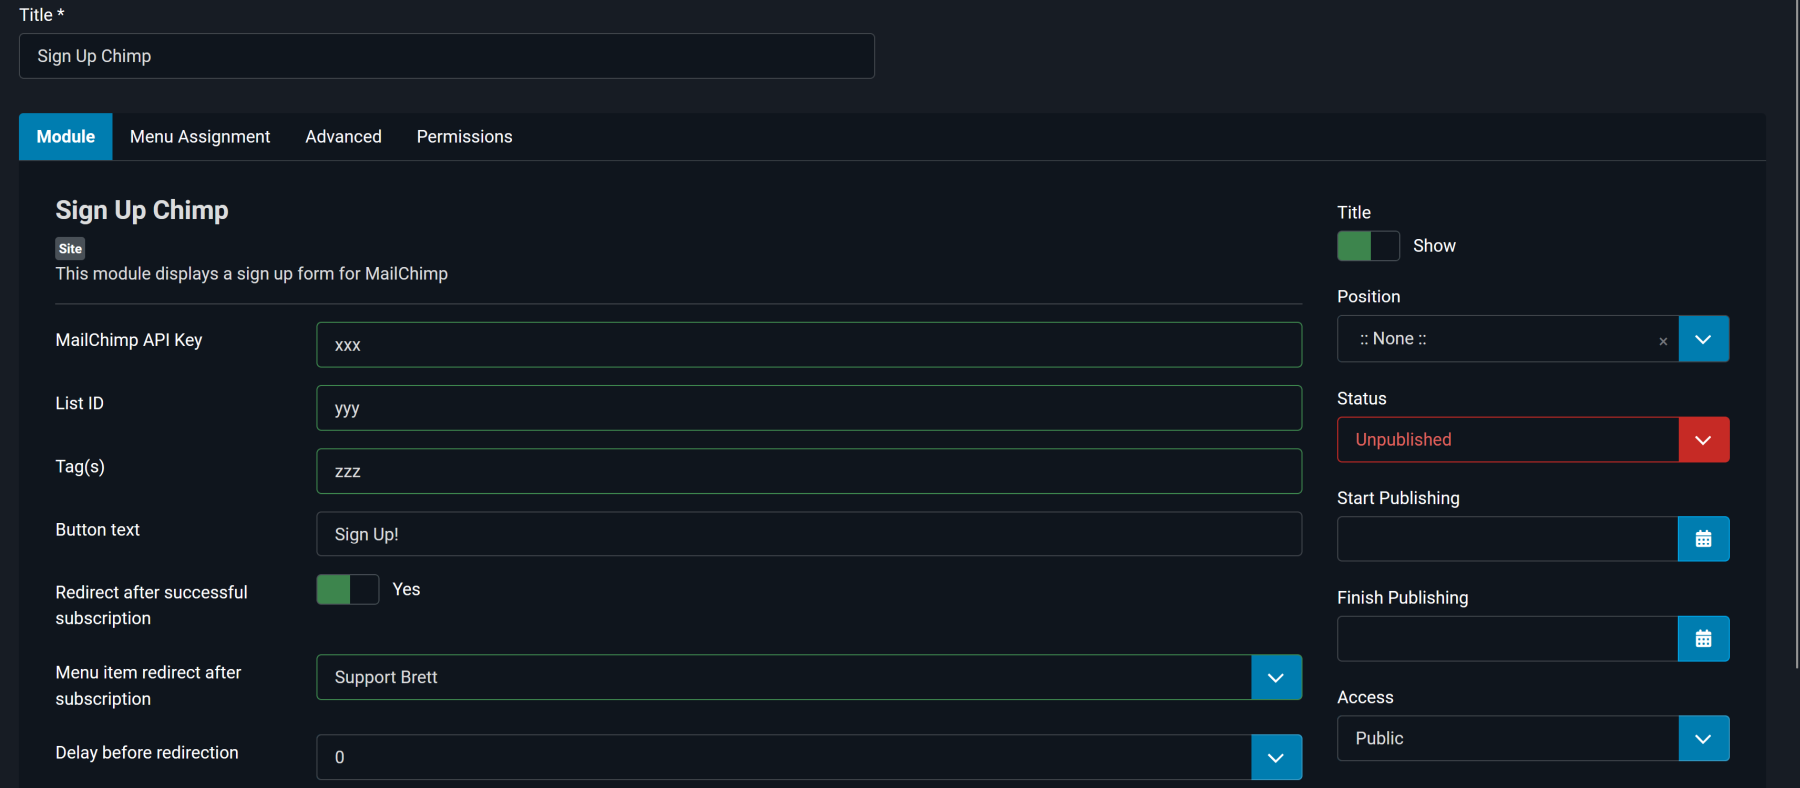 Title *
Sign Up Chimp
Module
Menu Assignment
Advanced
Permissions
Sign Up Chimp
Site
This module displays a sign up form for MailChimp
MailChimp API Key
xxx
List ID
yyy
Tag(s)
zzz
Button text
Sign Up!
Redirect after successful
subscription
Yes
Menu item redirect after
subscription
Support Brett
Delay before redirection
0
Title
Show
Position
:: None ::
×
Status
Unpublished
Start Publishing
Finish Publishing
Access
Public